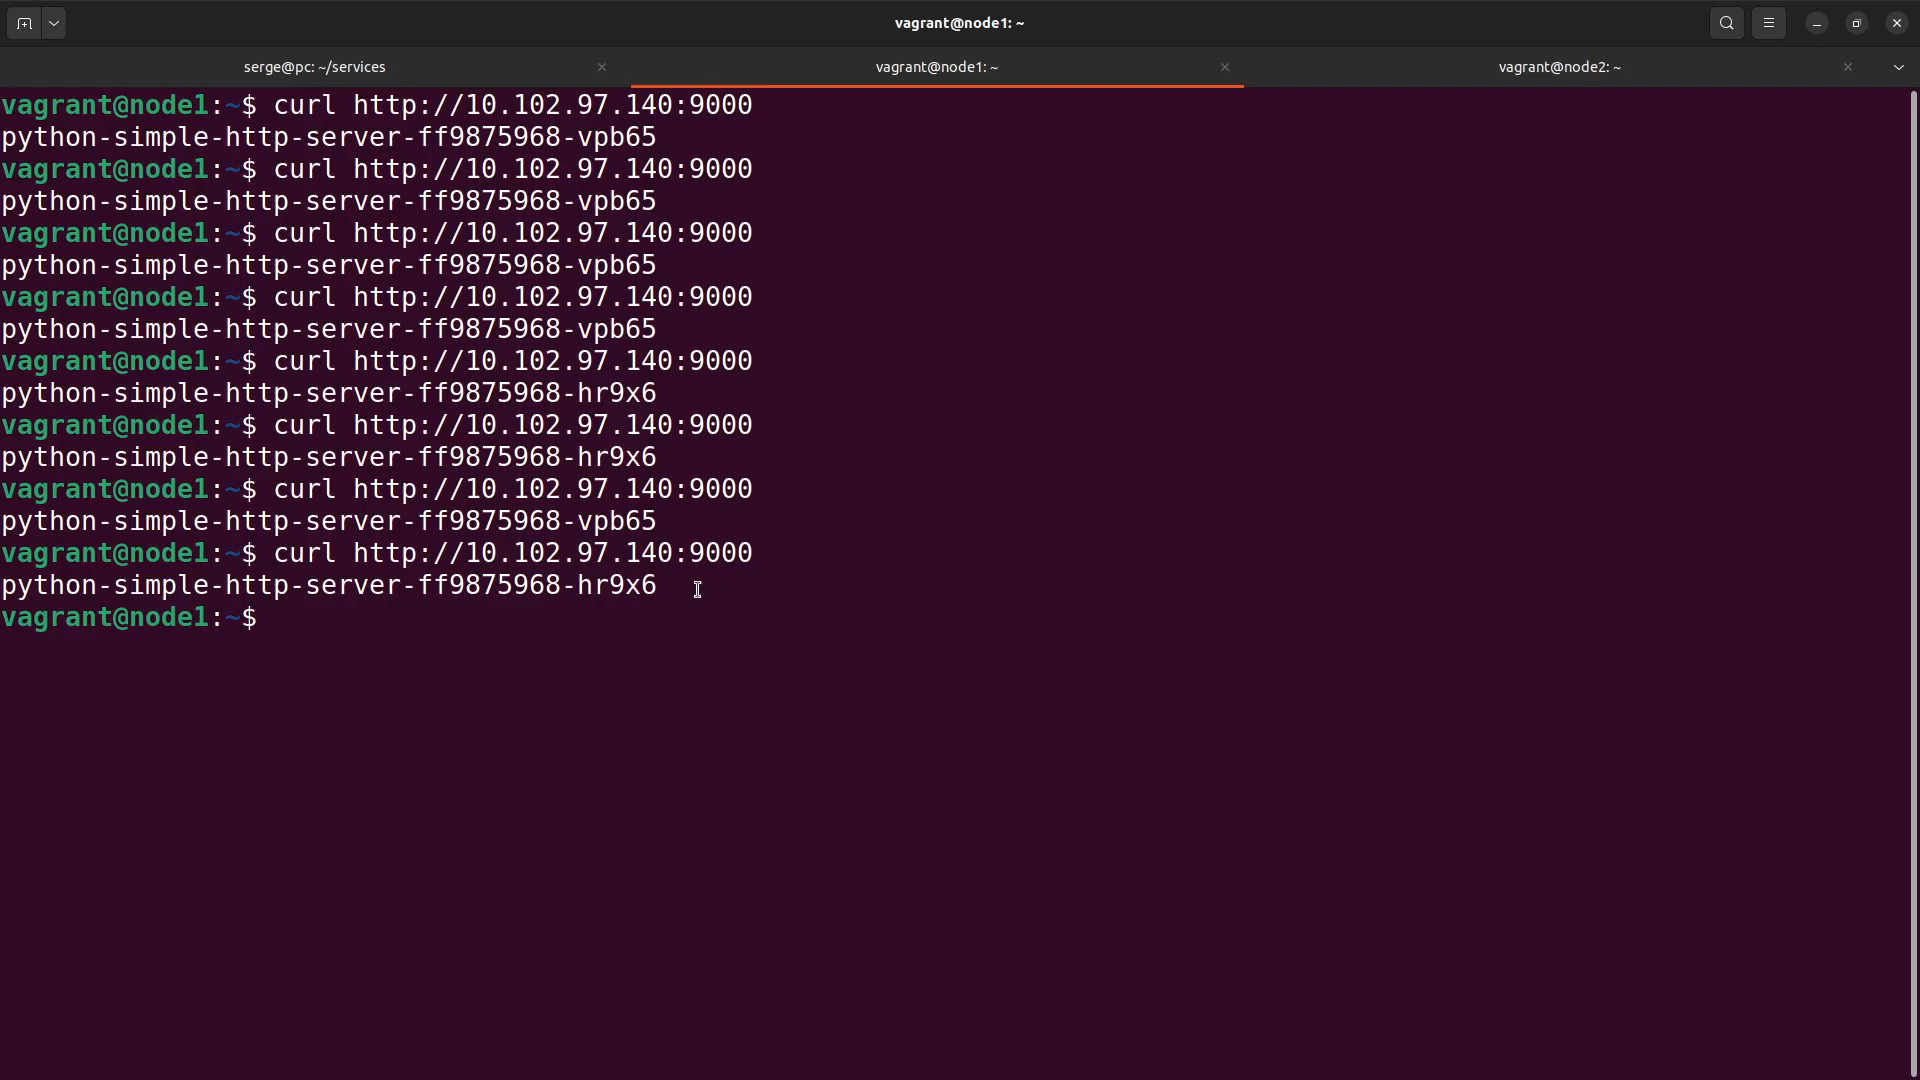 vagrant@node1: ~
serge@pc: ~/services
vagrant@node1: ~
vagrant@node2: ~
vagrant@node1:~$ curl http://10.102.97.140:9000
python-simple-http-server-ff9875968-vpb65
vagrant@node1:~$ curl http://10.102.97.140:9000
python-simple-http-server-ff9875968-vpb65
vagrant@node1:~$ curl http://10.102.97.140:9000
python-simple-http-server-ff9875968-vpb65
vagrant@node1:~$ curl http://10.102.97.140:9000
python-simple-http-server-ff9875968-vpb65
vagrant@node1:~$ curl http://10.102.97.140:9000
python-simple-http-server-ff9875968-hr9x6
vagrant@node1:~$ curl http://10.102.97.140:9000
python-simple-http-server-ff9875968-hr9x6
vagrant@node1:~$ curl http://10.102.97.140:9000
python-simple-http-server-ff9875968-vpb65
vagrant@node1:~$ curl http://10.102.97.140:9000
python-simple-http-server-ff9875968-hr9x6
vagrant@node1:~$